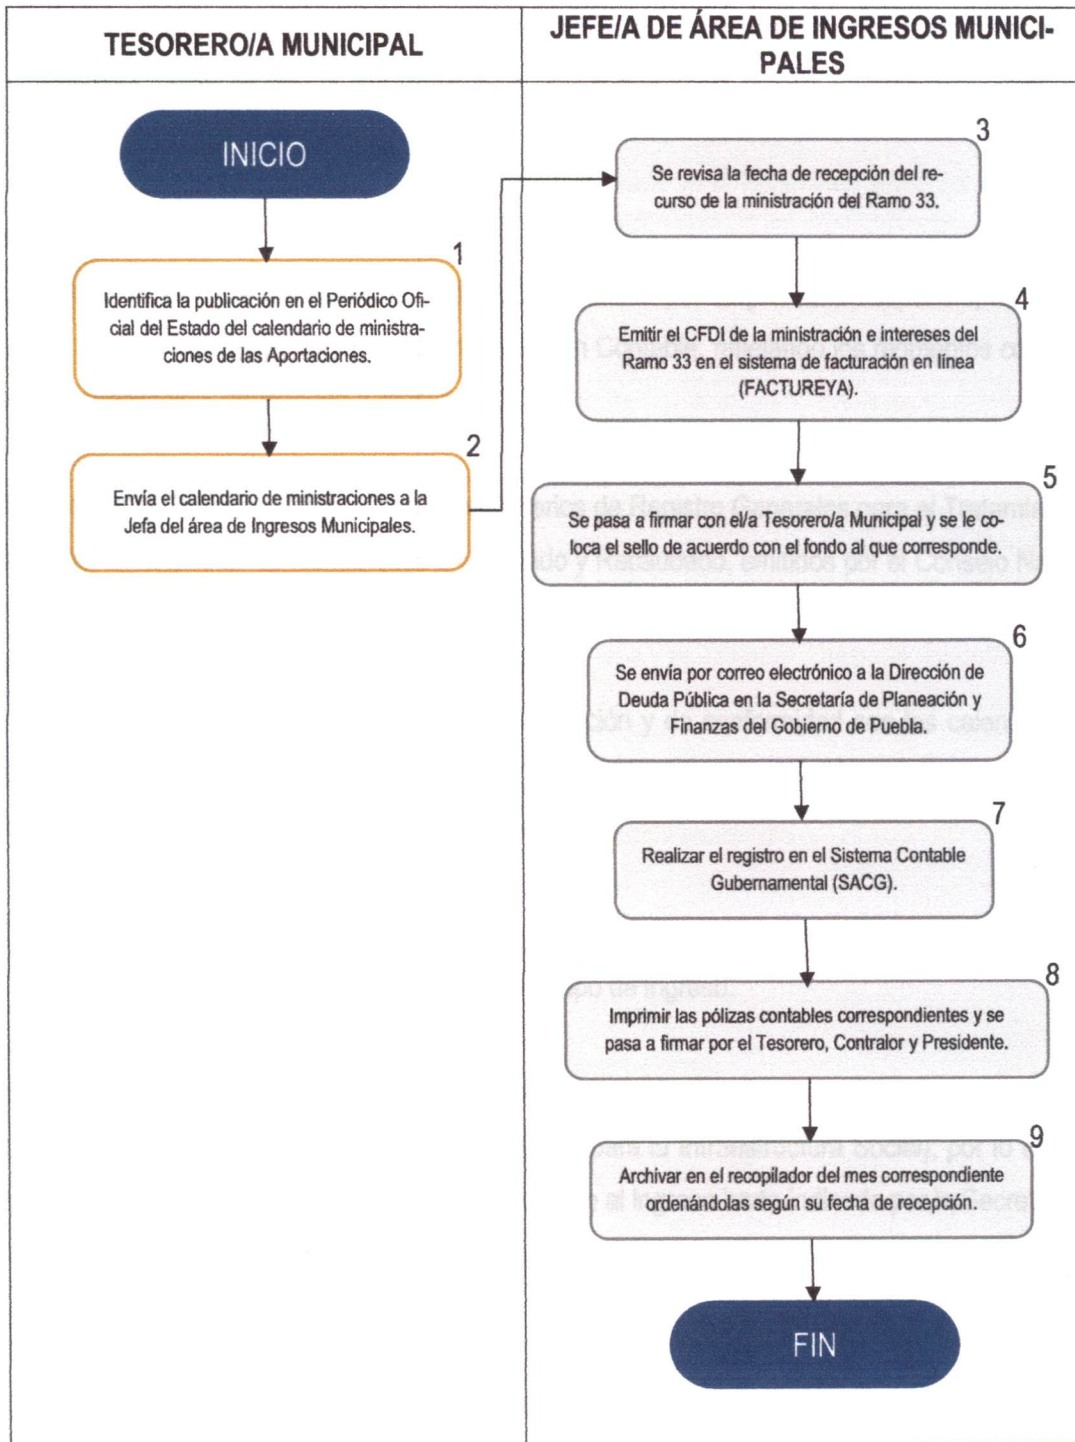 TESORERO/A MUNICIPAL
JEFE/A DE ÁREA DE INGRESOS MUNICI-
PALES
INICIO
1
Identifica la publicación en el Periódico Ofi-
cial del Estado del calendario de ministra-
ciones de las Aportaciones.
2
Envía el calendario de ministraciones a la
Jefa del área de Ingresos Municipales.
3
Se revisa la fecha de recepción del re-
curso de la ministración del Ramo 33.
4
Emitir el CFDI de la ministración e intereses del
Ramo 33 en el sistema de facturación en línea
(FACTUREYA).
5
Se pasa a firmar con el/a Tesorero/a Municipal y se le co-
loca el sello de acuerdo con el fondo al que corresponde.
6
Se envía por correo electrónico a la Dirección de
Deuda Pública en la Secretaría de Planeación y
Finanzas del Gobierno de Puebla.
7
Realizar el registro en el Sistema Contable
Gubernamental (SACG).
8
Imprimir las pólizas contables correspondientes y se
pasa a firmar por el Tesorero, Contralor y Presidente.
9
Archivar en el recopilador del mes correspondiente
ordenándolas según su fecha de recepción.
FIN